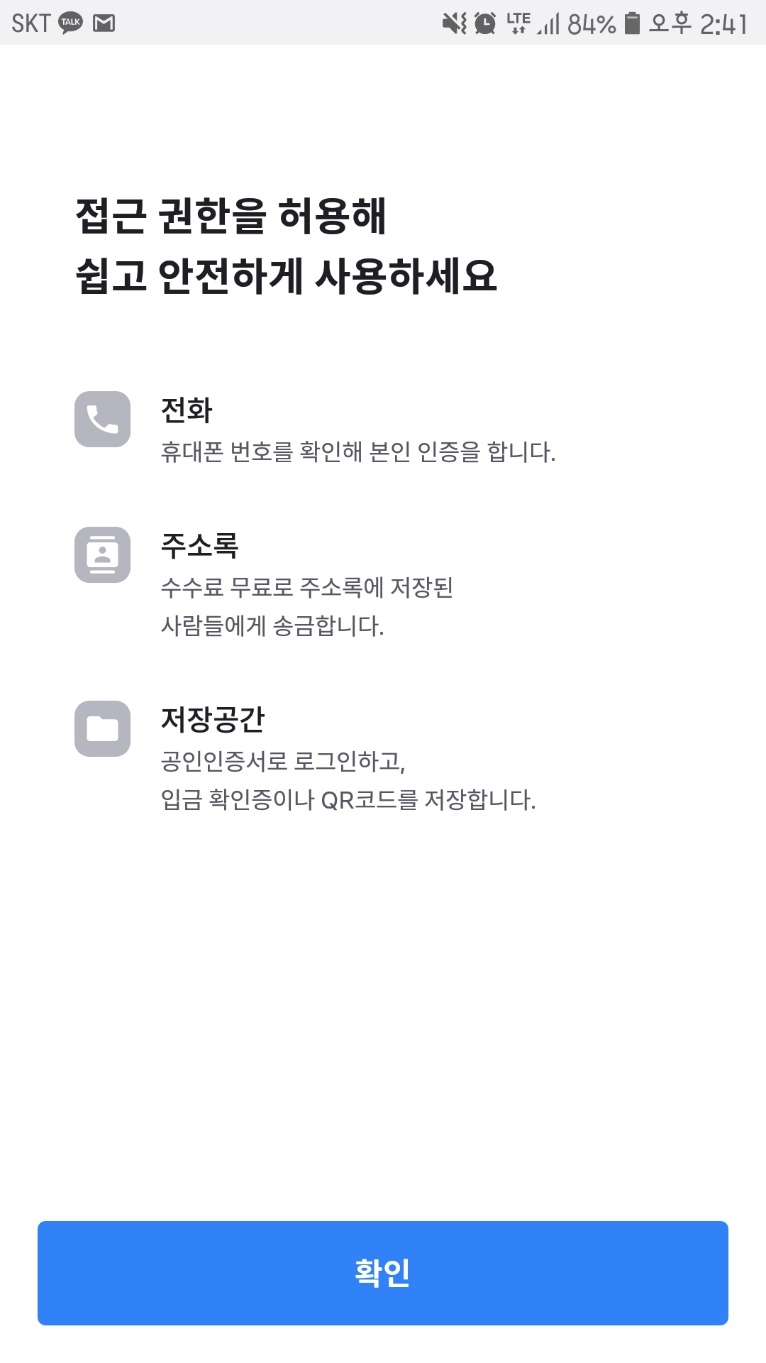 SKT TALK LTE 84% 오후 2:41
접근 권한을 허용해
쉽고 안전하게 사용하세요
전화
휴대폰 번호를 확인해 본인 인증을 합니다.
주소록
수수료 무료로 주소록에 저장된
사람들에게 송금합니다.
저장공간
공인인증서로 로그인하고,
입금 확인증이나 QR코드를 저장합니다.
확인